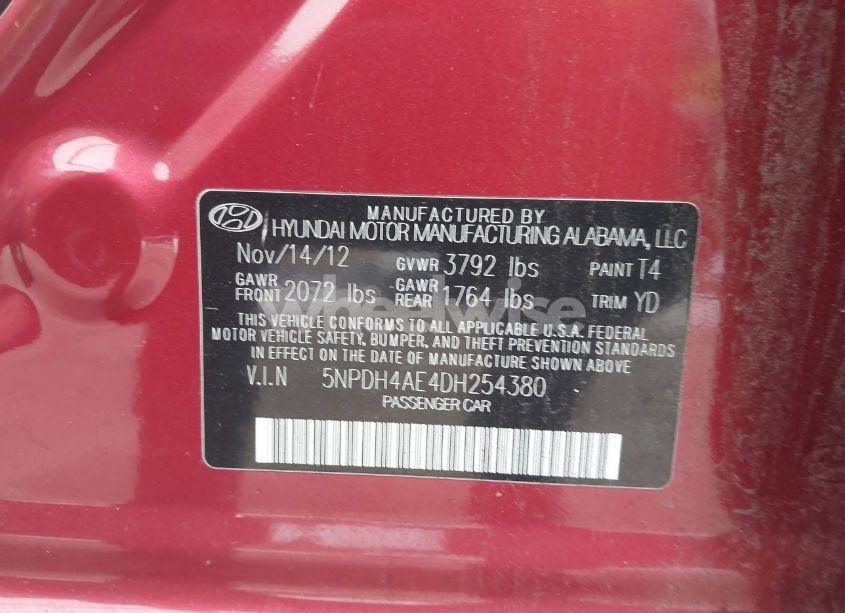 MANUFACTURED BY
HYUNDAI MOTOR MANUFACTURING ALABAMA, LLC
Nov/14/12 GVWR 3792 lbs PAINT T4
GAWR FRONT 2072 lbs GAWR REAR 1764 lbs TRIM YD
THIS VEHICLE CONFORMS TO ALL APPLICABLE U.S.A. FEDERAL
MOTOR VEHICLE SAFETY, BUMPER, AND THEFT PREVENTION STANDARDS
IN EFFECT ON THE DATE OF MANUFACTURE SHOWN ABOVE
V.I.N 5NPDH4AE4DH254380
PASSENGER CAR